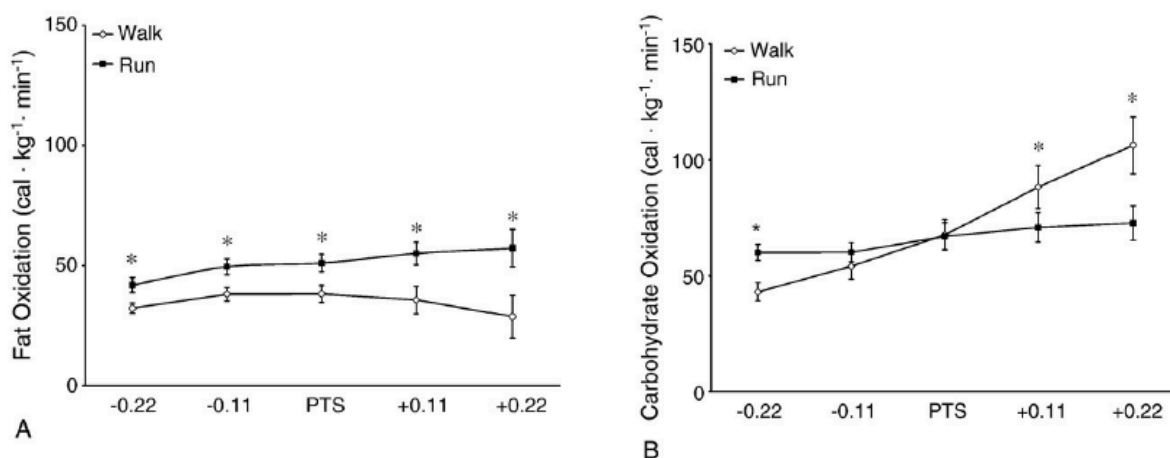 150
Walk
Run
100
50
0
Fat Oxidation (cal · kg⁻¹· min⁻¹)
*
*
*
*
*
-0.22
-0.11
PTS
+0.11
+0.22
A
150
Walk
Run
100
50
0
Carbohydrate Oxidation (cal · kg⁻¹· min⁻¹)
*
*
*
-0.22
-0.11
PTS
+0.11
+0.22
B